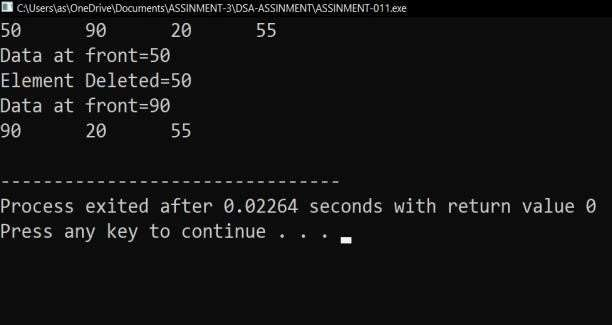 C:\Users\as\OneDrive\Documents\ASSINMENT-3\DSA-ASSINMENT\ASSINMENT-011.exe
50 90 20 55
Data at front=50
Element Deleted=50
Data at front=90
90 20 55
--------------------------------
Process exited after 0.02264 seconds with return value 0
Press any key to continue . . .